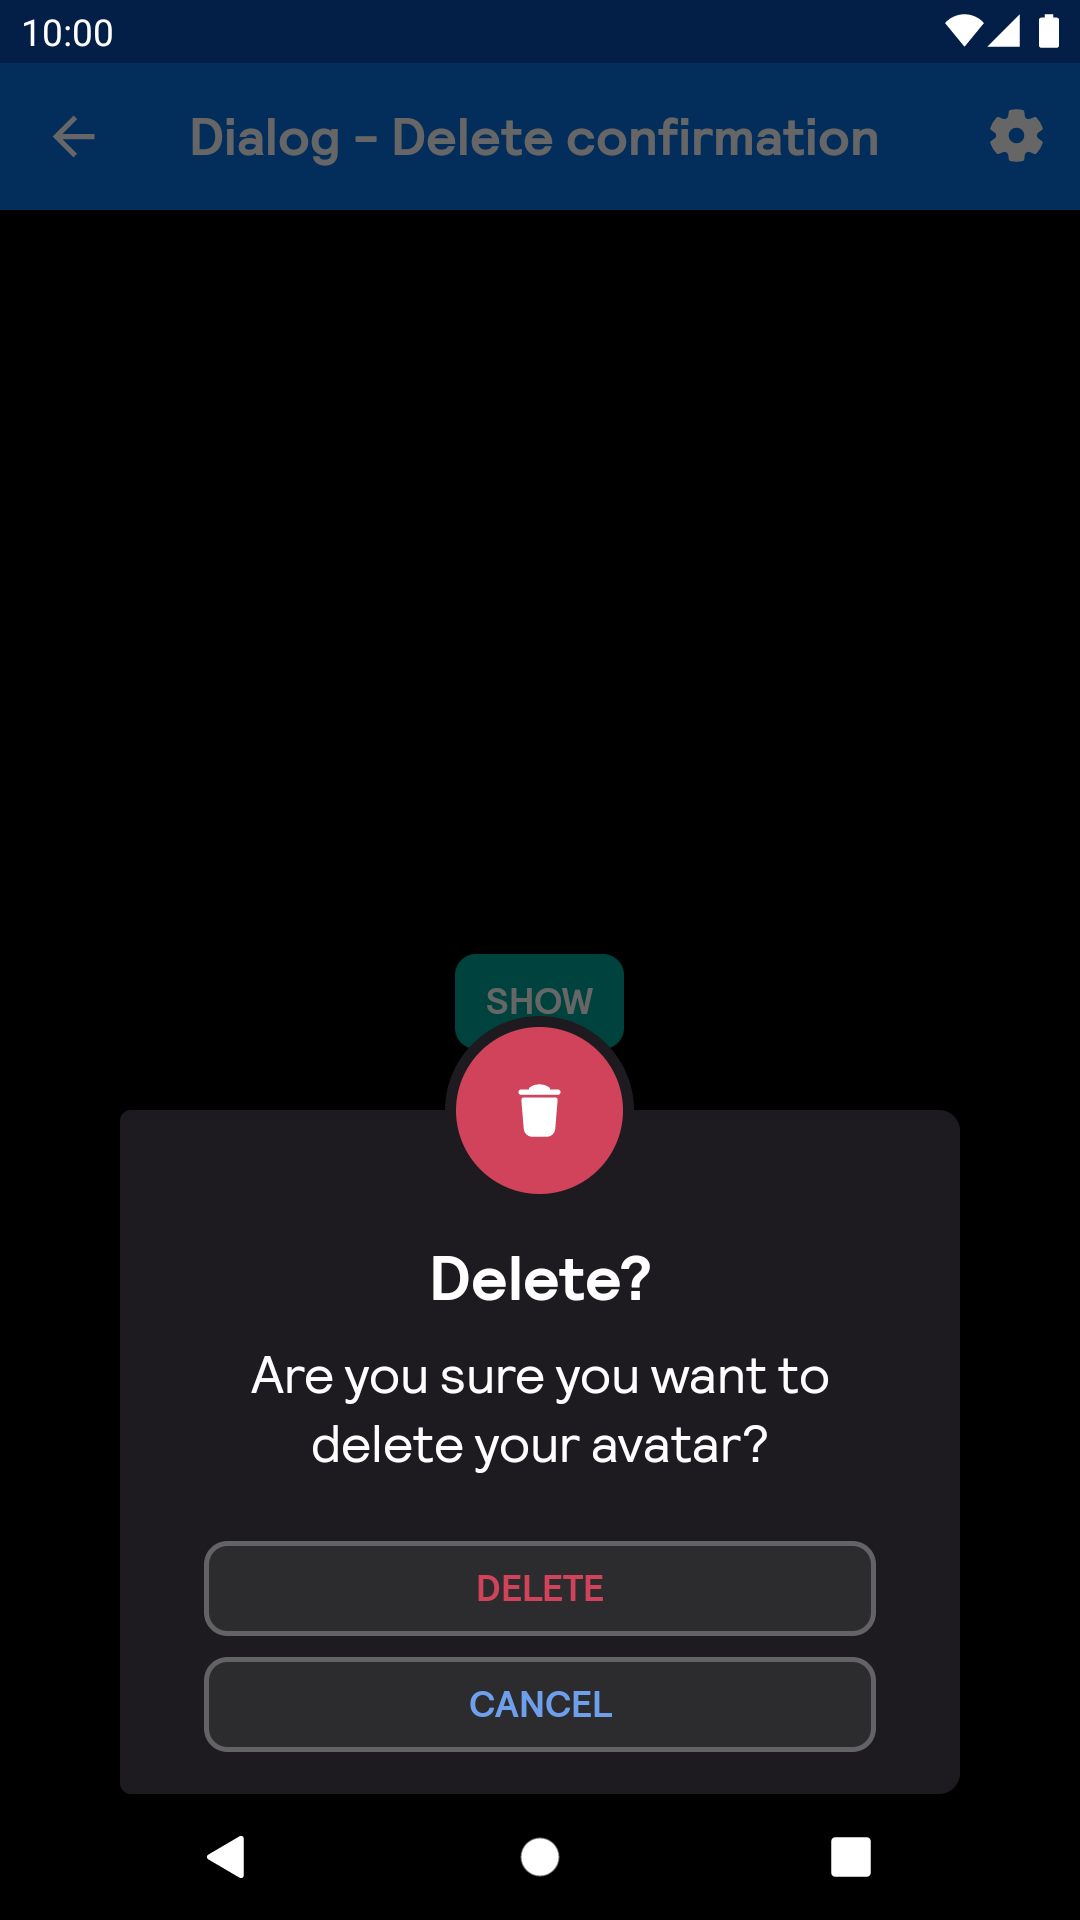 10:00
Dialog - Delete confirmation
SHOW
Delete?
Are you sure you want to
delete your avatar?
DELETE
CANCEL